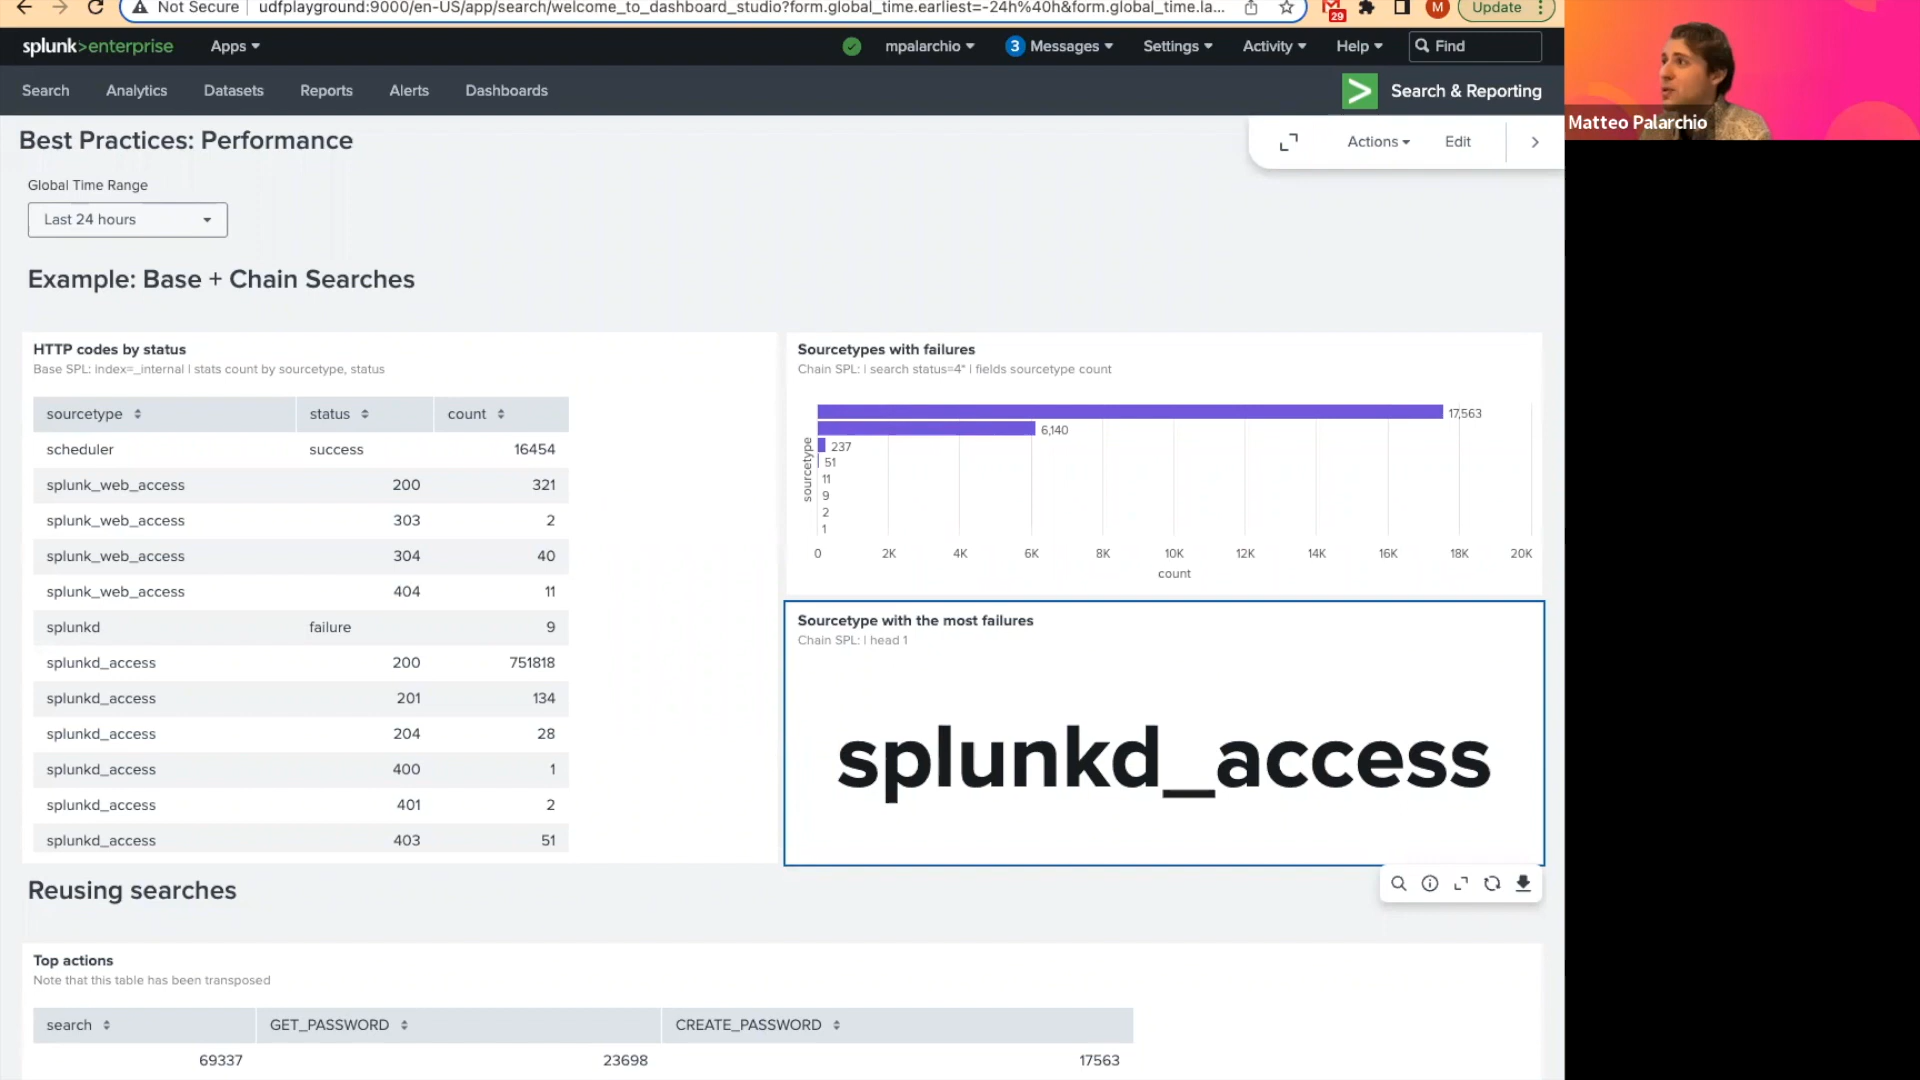 Not Secure udfplayground:9000/en-US/app/search/welcome_to_dashboard_studio?form.global_time.earliest=-24h%40h&form.global_time.la... 29 M Update
splunk>enterprise Apps mpalarchio 3 Messages Settings Activity Help Find
Search Analytics Datasets Reports Alerts Dashboards Search & Reporting
Matteo Palarchio
Best Practices: Performance
Actions Edit
Global Time Range
Last 24 hours
Example: Base + Chain Searches
HTTP codes by status
Base SPL: index=_internal | stats count by sourcetype, status
sourcetype status count
scheduler success 16454
splunk_web_access 200 321
splunk_web_access 303 2
splunk_web_access 304 40
splunk_web_access 404 11
splunkd failure 9
splunkd_access 200 751818
splunkd_access 201 134
splunkd_access 204 28
splunkd_access 400 1
splunkd_access 401 2
splunkd_access 403 51
Sourcetypes with failures
Chain SPL: | search status=4* | fields sourcetype count
sourcetype
17,563
6,140
237
51
11
9
2
1
0 2K 4K 6K 8K 10K 12K 14K 16K 18K 20K
count
Sourcetype with the most failures
Chain SPL: | head 1
splunkd_access
Reusing searches
Top actions
Note that this table has been transposed
search GET_PASSWORD CREATE_PASSWORD
69337 23698 17563